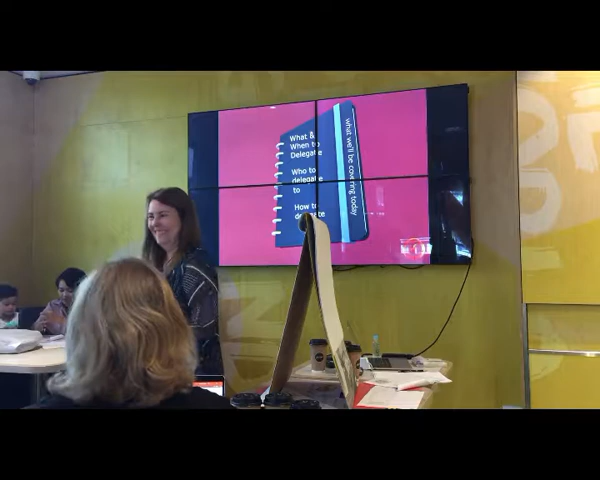 What &
When to
Delegate
Who to
delegate
to
How to
delegate
what we'll be covering today